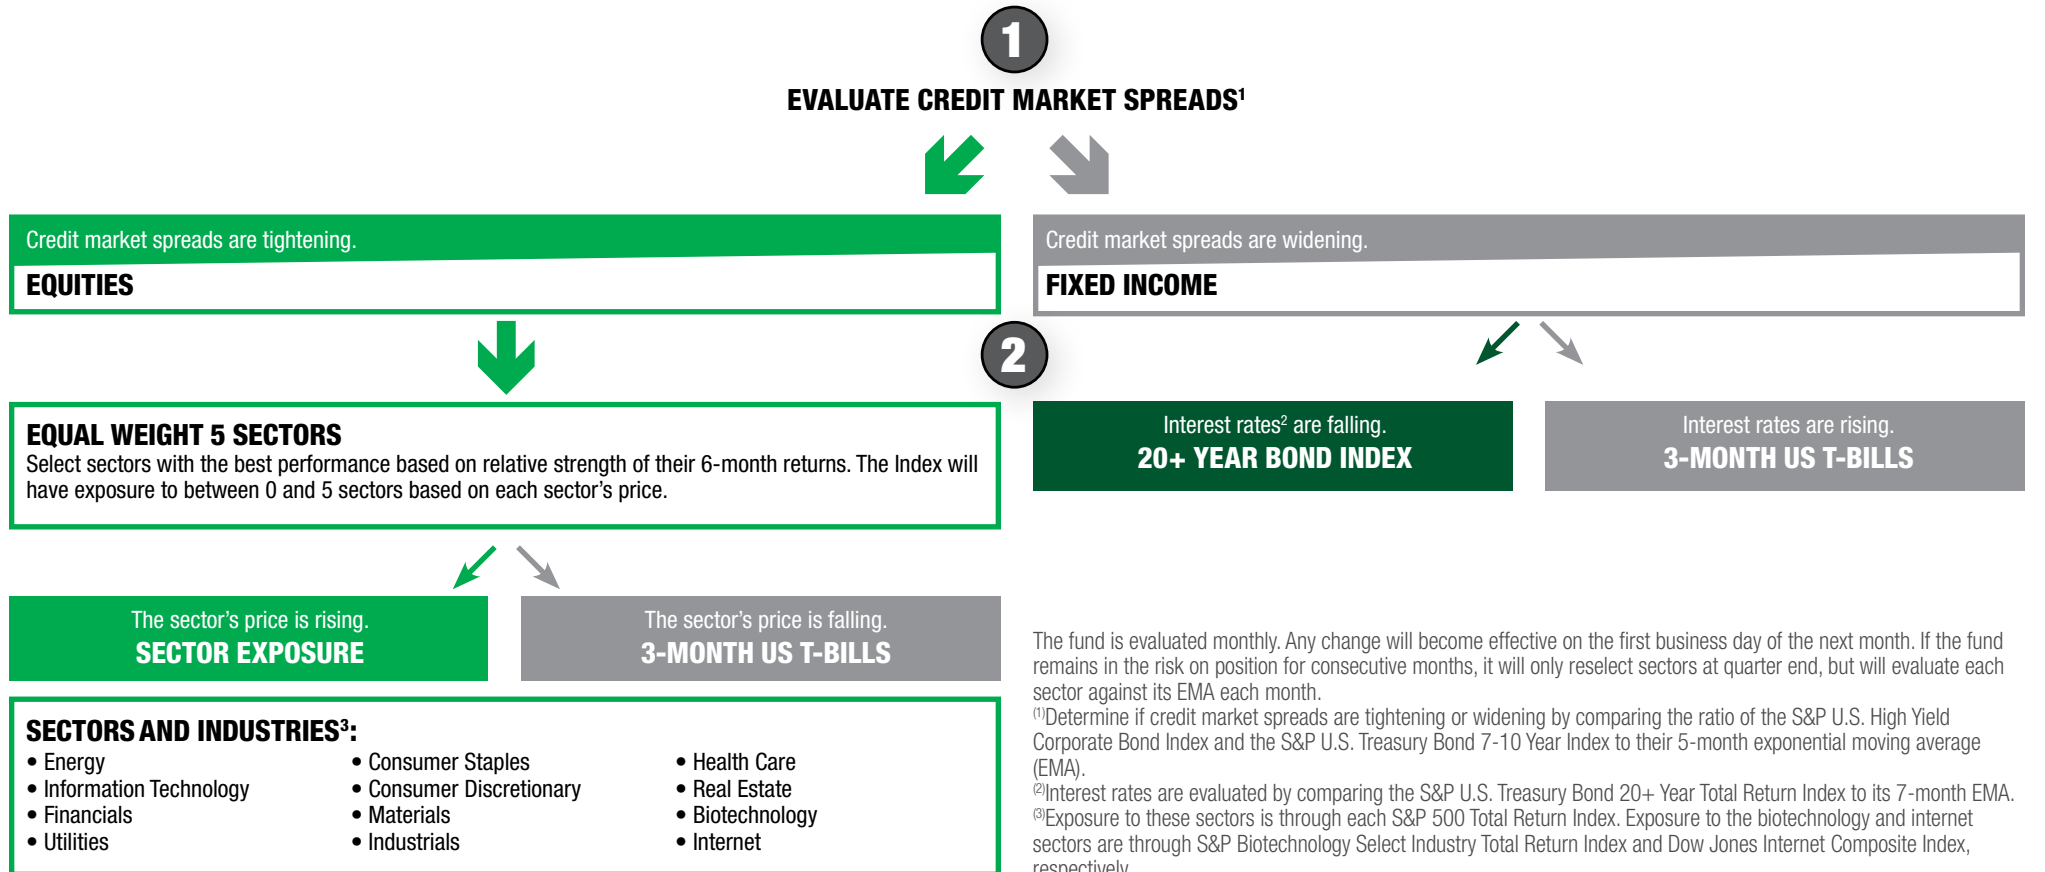 1
EVALUATE CREDIT MARKET SPREADS¹
Credit market spreads are tightening.
EQUITIES
Credit market spreads are widening.
FIXED INCOME
2
EQUAL WEIGHT 5 SECTORS
Select sectors with the best performance based on relative strength of their 6-month returns. The Index will
have exposure to between 0 and 5 sectors based on each sector’s price.
Interest rates² are falling.
20+ YEAR BOND INDEX
Interest rates are rising.
3-MONTH US T-BILLS
The sector’s price is rising.
SECTOR EXPOSURE
The sector’s price is falling.
3-MONTH US T-BILLS
SECTORS AND INDUSTRIES³:
• Energy
• Information Technology
• Financials
• Utilities
• Consumer Staples
• Consumer Discretionary
• Materials
• Industrials
• Health Care
• Real Estate
• Biotechnology
• Internet
The fund is evaluated monthly. Any change will become effective on the first business day of the next month. If the fund
remains in the risk on position for consecutive months, it will only reselect sectors at quarter end, but will evaluate each
sector against its EMA each month.
⁽¹⁾Determine if credit market spreads are tightening or widening by comparing the ratio of the S&P U.S. High Yield
Corporate Bond Index and the S&P U.S. Treasury Bond 7-10 Year Index to their 5-month exponential moving average
(EMA).
⁽²⁾Interest rates are evaluated by comparing the S&P U.S. Treasury Bond 20+ Year Total Return Index to its 7-month EMA.
⁽³⁾Exposure to these sectors is through each S&P 500 Total Return Index. Exposure to the biotechnology and internet
sectors are through S&P Biotechnology Select Industry Total Return Index and Dow Jones Internet Composite Index,
respectively.